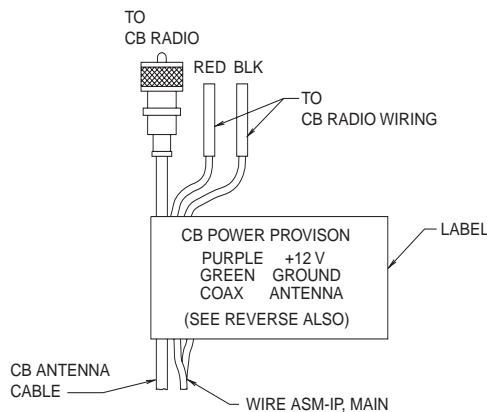 TO
CB RADIO
RED BLK
TO
CB RADIO WIRING
CB POWER PROVISON
PURPLE +12 V
GREEN GROUND
COAX ANTENNA
(SEE REVERSE ALSO)
LABEL
CB ANTENNA
CABLE
WIRE ASM-IP, MAIN